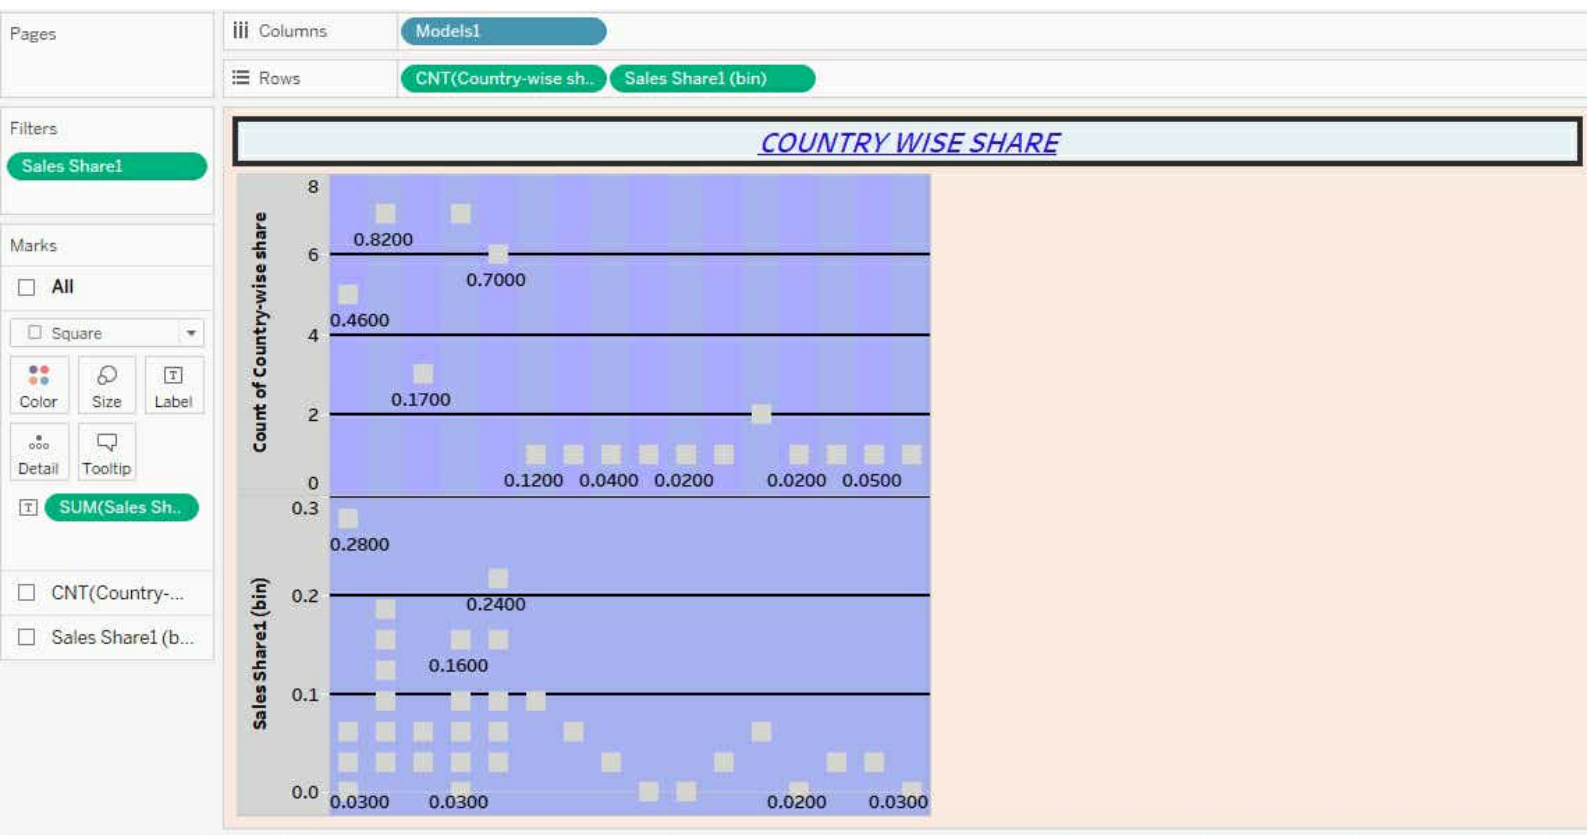 Pages
Columns
Models1
Rows
CNT(Country-wise sh..
Sales Share1 (bin)
Filters
Sales Share1
Marks
All
Square
Color
Size
Label
Detail
Tooltip
SUM(Sales Sh..
CNT(Country-...
Sales Share1 (b...
COUNTRY WISE SHARE
Count of Country-wise share
8
6
4
2
0
0.8200
0.7000
0.4600
0.1700
0.1200
0.0400
0.0200
0.0200
0.0500
Sales Share1 (bin)
0.3
0.2
0.1
0.0
0.2800
0.2400
0.1600
0.0300
0.0300
0.0200
0.0300